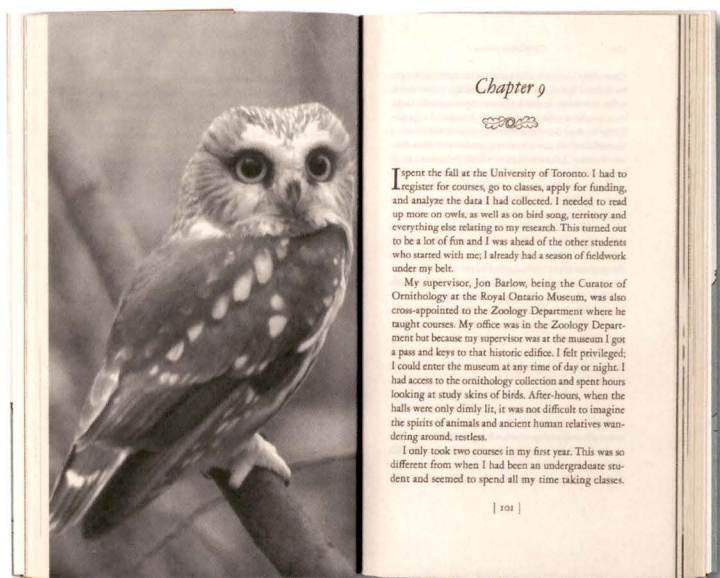 Chapter 9
I spent the fall at the University of Toronto. I had to
register for courses, go to classes, apply for funding,
and analyze the data I had collected. I needed to read
up more on owls, as well as on bird song, territory and
everything else relating to my research. This turned out
to be a lot of fun and I was ahead of the other students
who started with me; I already had a season of fieldwork
under my belt.
My supervisor, Jon Barlow, being the Curator of
Ornithology at the Royal Ontario Museum, was also
cross-appointed to the Zoology Department where he
taught courses. My office was in the Zoology Depart-
ment but because my supervisor was at the museum I got
a pass and keys to that historic edifice. I felt privileged;
I could enter the museum at any time of day or night. I
had access to the ornithology collection and spent hours
looking at study skins of birds. After-hours, when the
halls were only dimly lit, it was not difficult to imagine
the spirits of animals and ancient human relatives wan-
dering around, restless.
I only took two courses in my first year. This was so
different from when I had been an undergraduate stu-
dent and seemed to spend all my time taking classes.
[ 101 ]